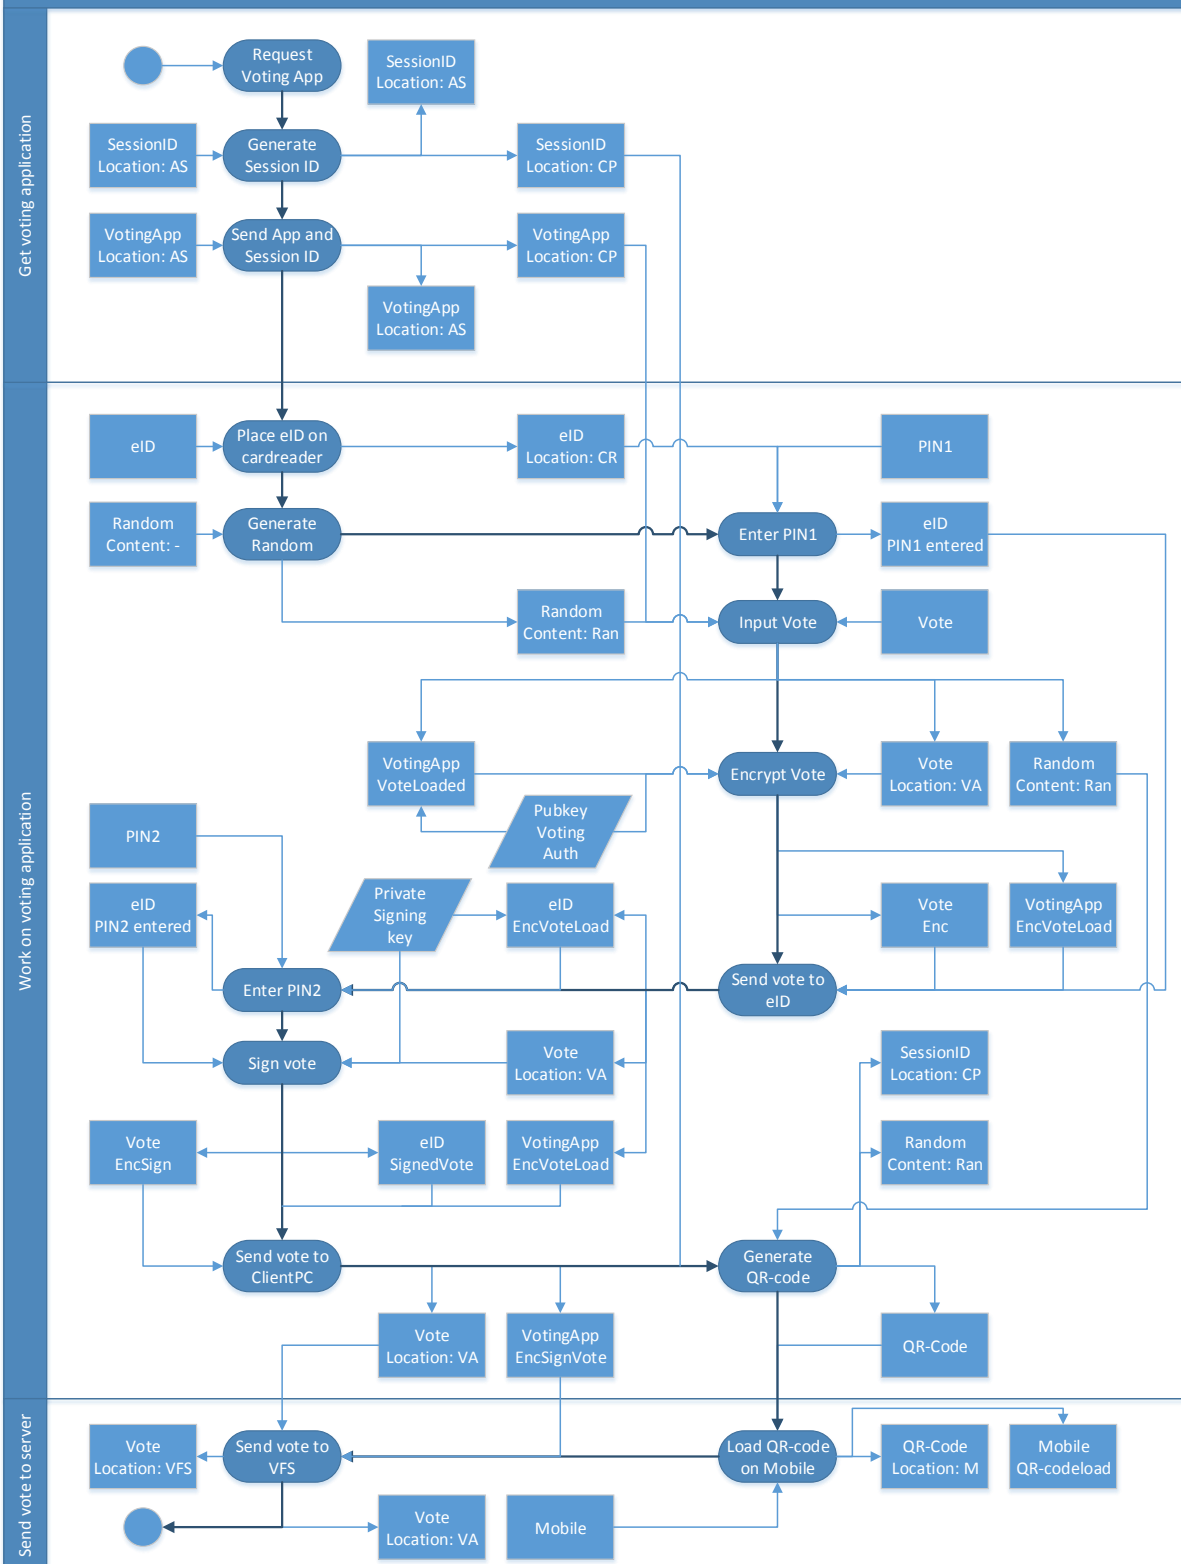 Get voting application
Request
Voting App
SessionID
Location: AS
SessionID
Location: AS
Generate
Session ID
SessionID
Location: CP
VotingApp
Location: AS
Send App and
Session ID
VotingApp
Location: CP
VotingApp
Location: AS
Work on voting application
eID
Place eID on
cardreader
eID
Location: CR
PIN1
Random
Content: -
Generate
Random
Enter PIN1
eID
PIN1 entered
Random
Content: Ran
Input Vote
Vote
VotingApp
VoteLoaded
Encrypt Vote
Vote
Location: VA
Random
Content: Ran
Pubkey
Voting
Auth
PIN2
eID
PIN2 entered
Private
Signing
key
eID
EncVoteLoad
Vote
Enc
VotingApp
EncVoteLoad
Enter PIN2
Send vote to
eID
Sign vote
Vote
Location: VA
SessionID
Location: CP
Vote
EncSign
eID
SignedVote
VotingApp
EncVoteLoad
Random
Content: Ran
Send vote to
ClientPC
Generate
QR-code
Vote
Location: VA
VotingApp
EncSignVote
QR-Code
Send vote to server
Vote
Location: VFS
Send vote to
VFS
Load QR-code
on Mobile
QR-Code
Location: M
Mobile
QR-codeload
Vote
Location: VA
Mobile